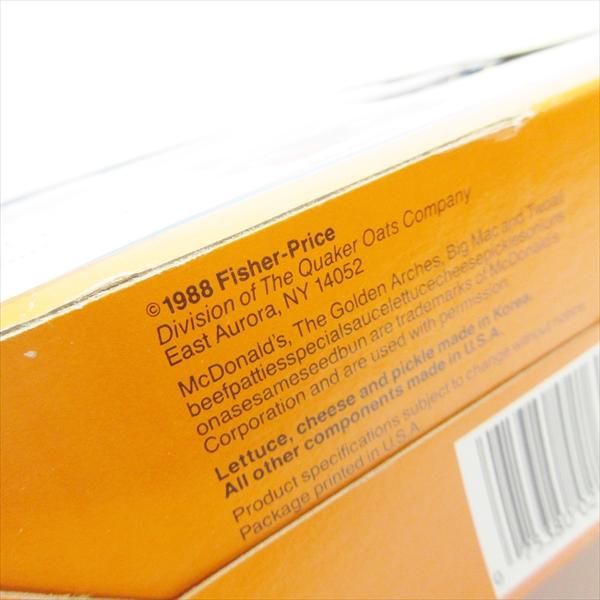 ©1988 Fisher-Price
Division of The Quaker Oats Company
East Aurora, NY 14052
McDonald's, The Golden Arches, Big Mac and Twoall
beefpattiesspecialsaucelettucecheesepicklesonions
onasesameseedbun are trademarks of McDonald's
Corporation and are used with permission.
Lettuce, cheese and pickle made in Korea.
All other components made in U.S.A.
Product specifications subject to change without notice.
Package printed in U.S.A.
0